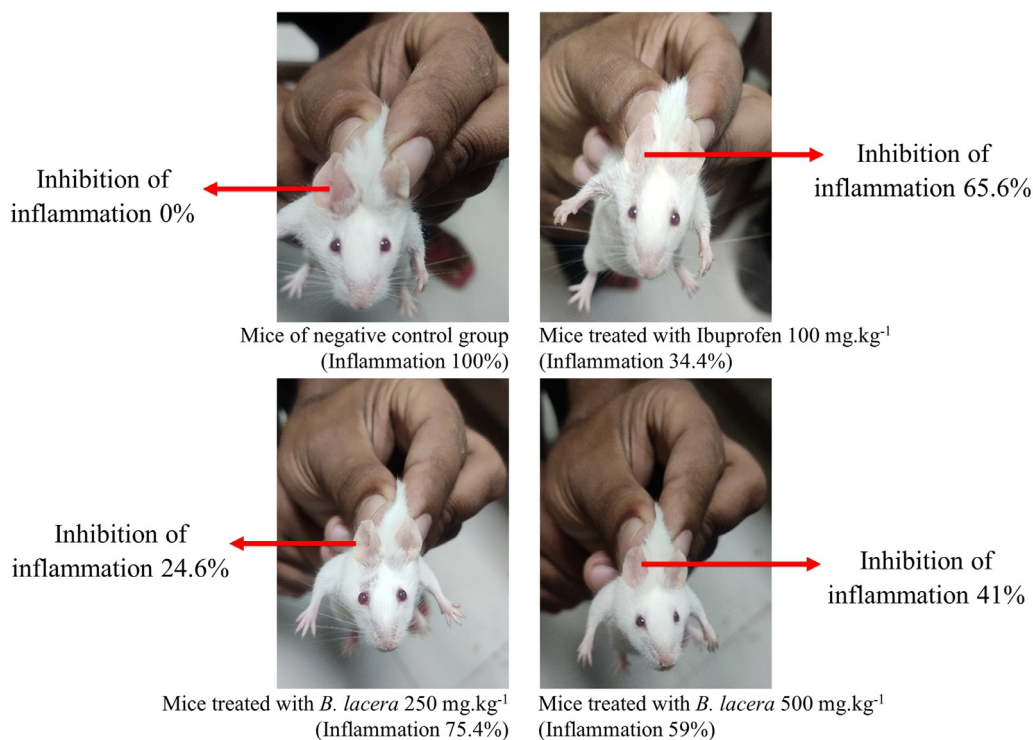 Inhibition of
inflammation 0%
Inhibition of
inflammation 65.6%
Mice of negative control group
(Inflammation 100%)
Mice treated with Ibuprofen 100 mg.kg⁻¹
(Inflammation 34.4%)
Inhibition of
inflammation 24.6%
Inhibition of
inflammation 41%
Mice treated with B. lacera 250 mg.kg⁻¹
(Inflammation 75.4%)
Mice treated with B. lacera 500 mg.kg⁻¹
(Inflammation 59%)